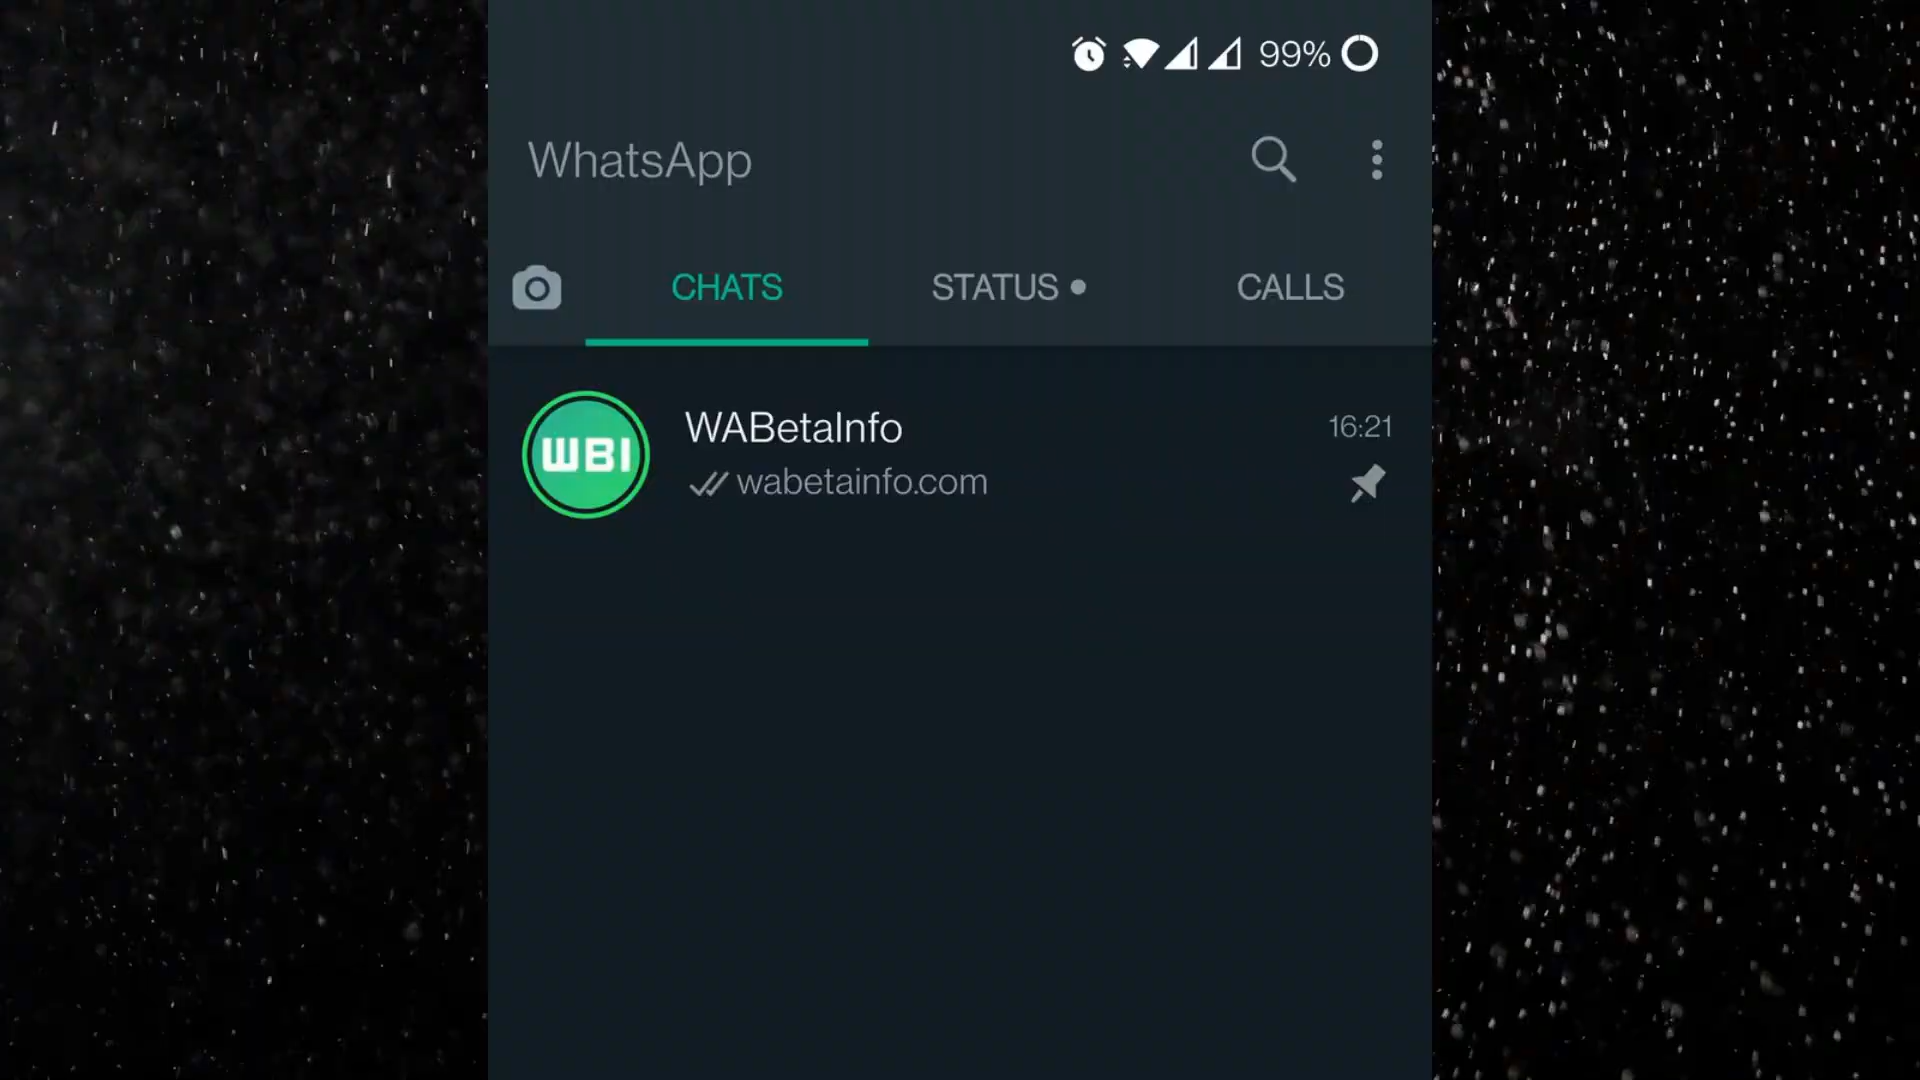 99%
WhatsApp
CHATS STATUS CALLS
WBI
WABetaInfo 16:21
wabetainfo.com